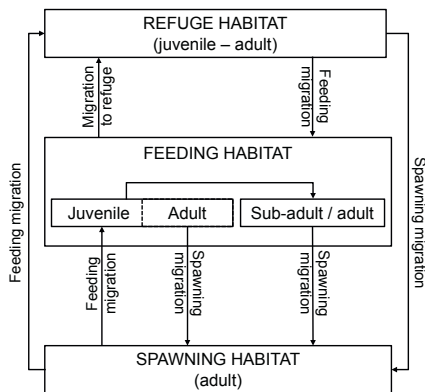 REFUGE HABITAT
(juvenile – adult)
Migration
to refuge
Feeding
migration
Feeding migration
Spawning migration
FEEDING HABITAT
Juvenile
Adult
Sub-adult / adult
Feeding
migration
Spawning
migration
Spawning
migration
SPAWNING HABITAT
(adult)